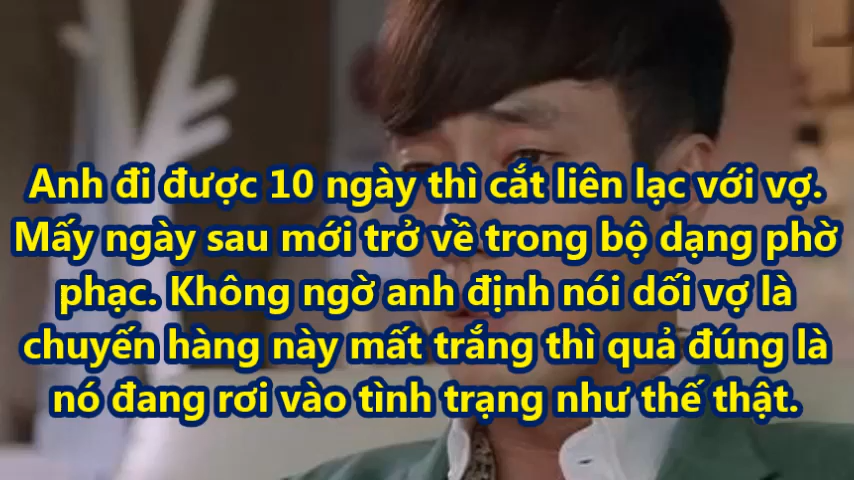 Anh đi được 10 ngày thì cắt liên lạc với vợ.
Mấy ngày sau mới trở về trong bộ dạng phờ
phạc. Không ngờ anh định nói dối vợ là
chuyến hàng này mất trắng thì quả đúng là
nó đang rơi vào tình trạng như thế thật.